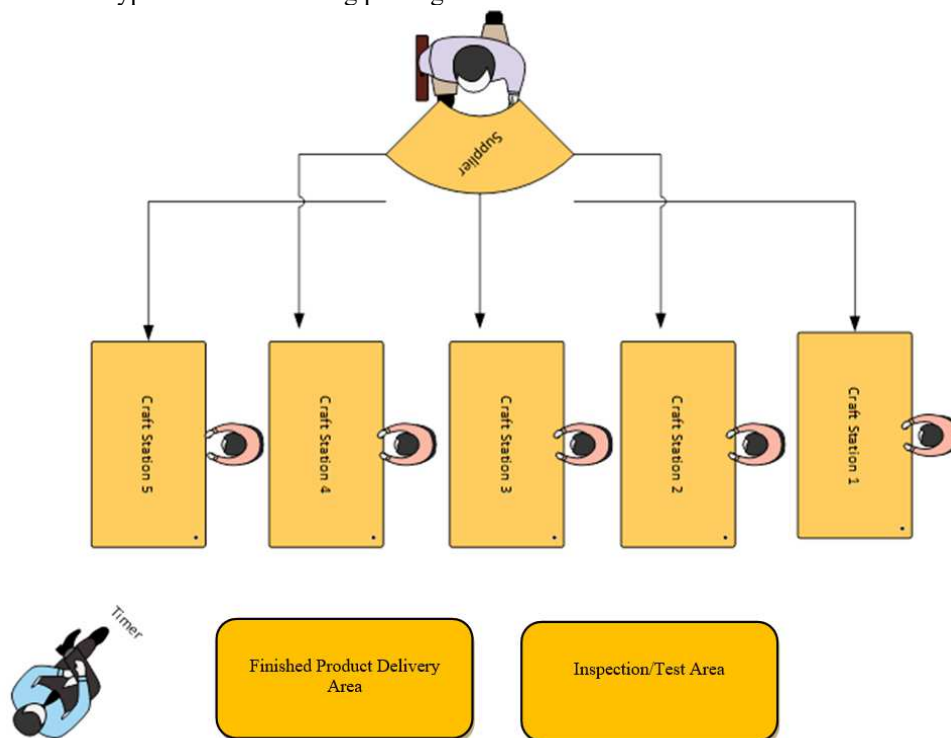 Supplier
Craft Station 5
Craft Station 4
Craft Station 3
Craft Station 2
Craft Station 1
Timer
Finished Product Delivery
Area
Inspection/Test Area